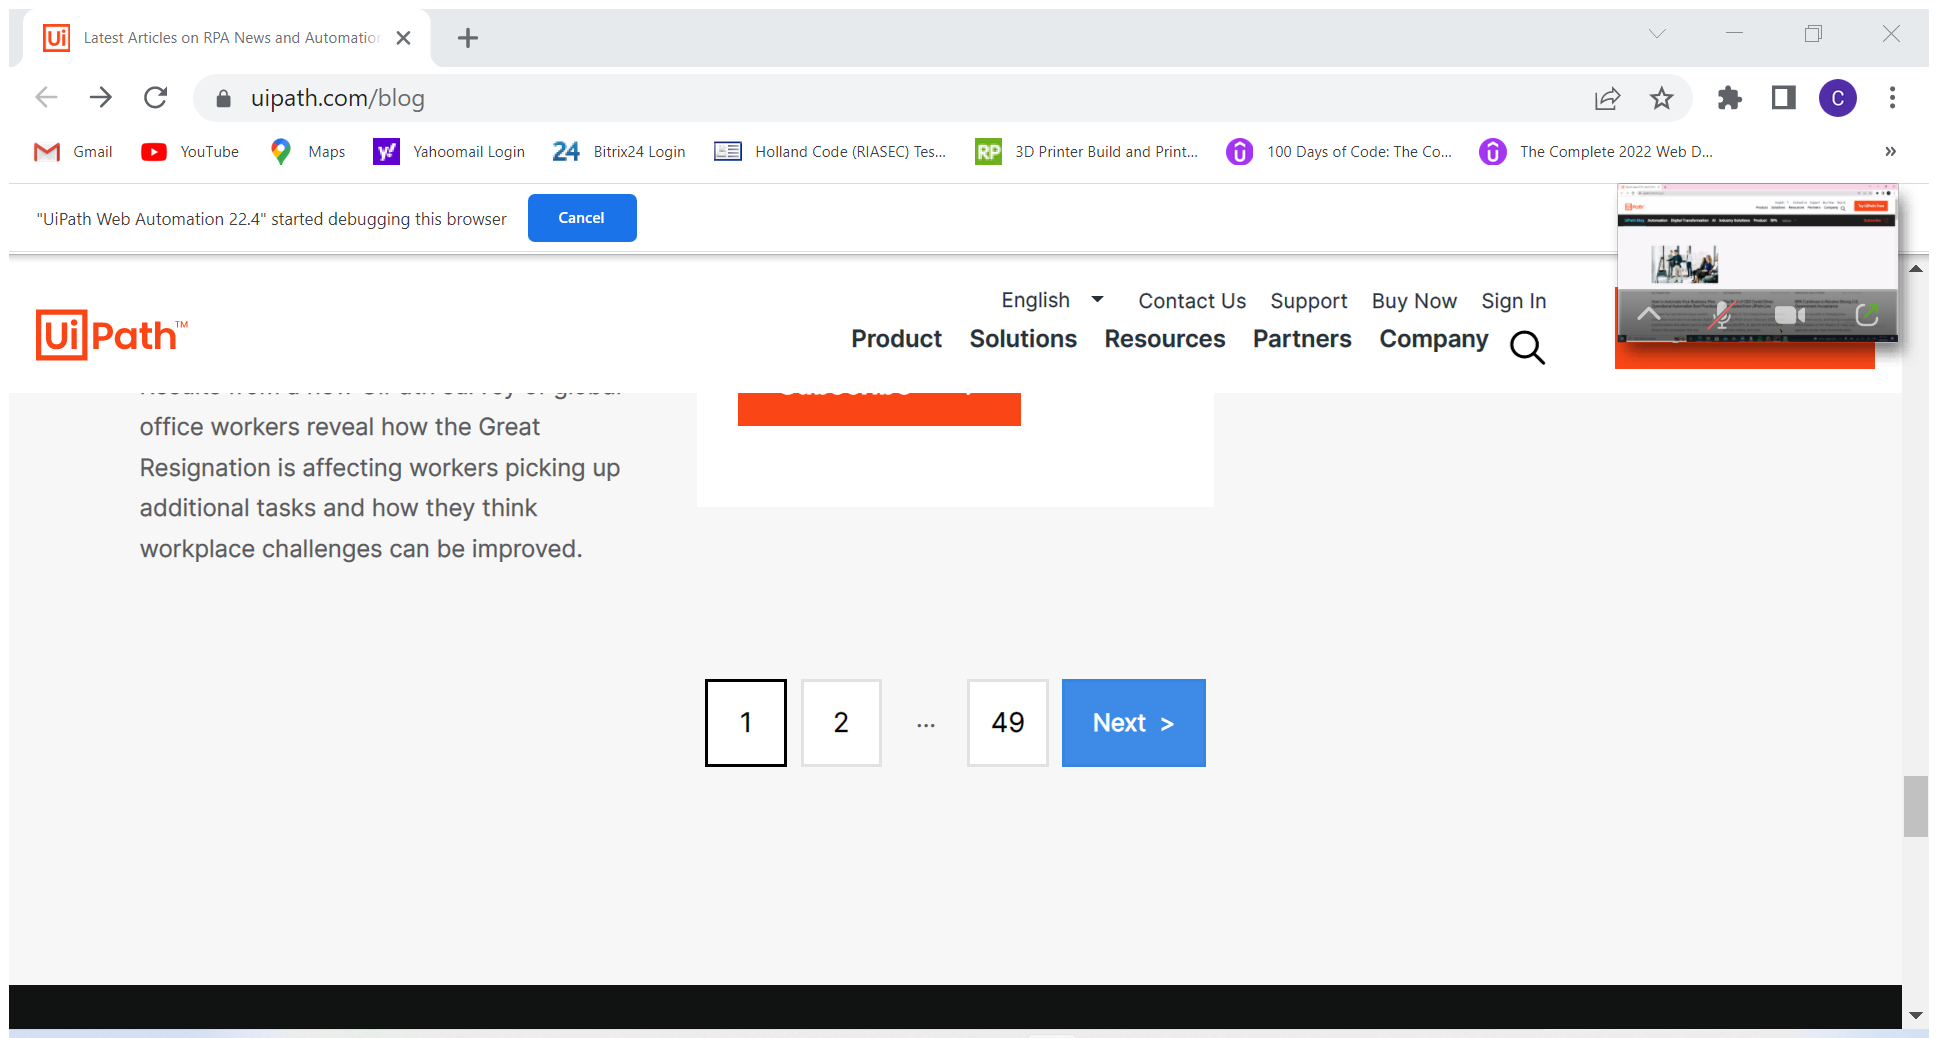 Ui Latest Articles on RPA News and Automatio
uipath.com/blog
C
Gmail YouTube Maps Yahoomail Login 24 Bitrix24 Login Holland Code (RIASEC) Tes... RP 3D Printer Build and Print... 100 Days of Code: The Co... The Complete 2022 Web D... »
"UiPath Web Automation 22.4" started debugging this browser Cancel
English Contact Us Support Buy Now Sign In
UiPath™
Product Solutions Resources Partners Company
office workers reveal how the Great
Resignation is affecting workers picking up
additional tasks and how they think
workplace challenges can be improved.
1 2 ... 49 Next >